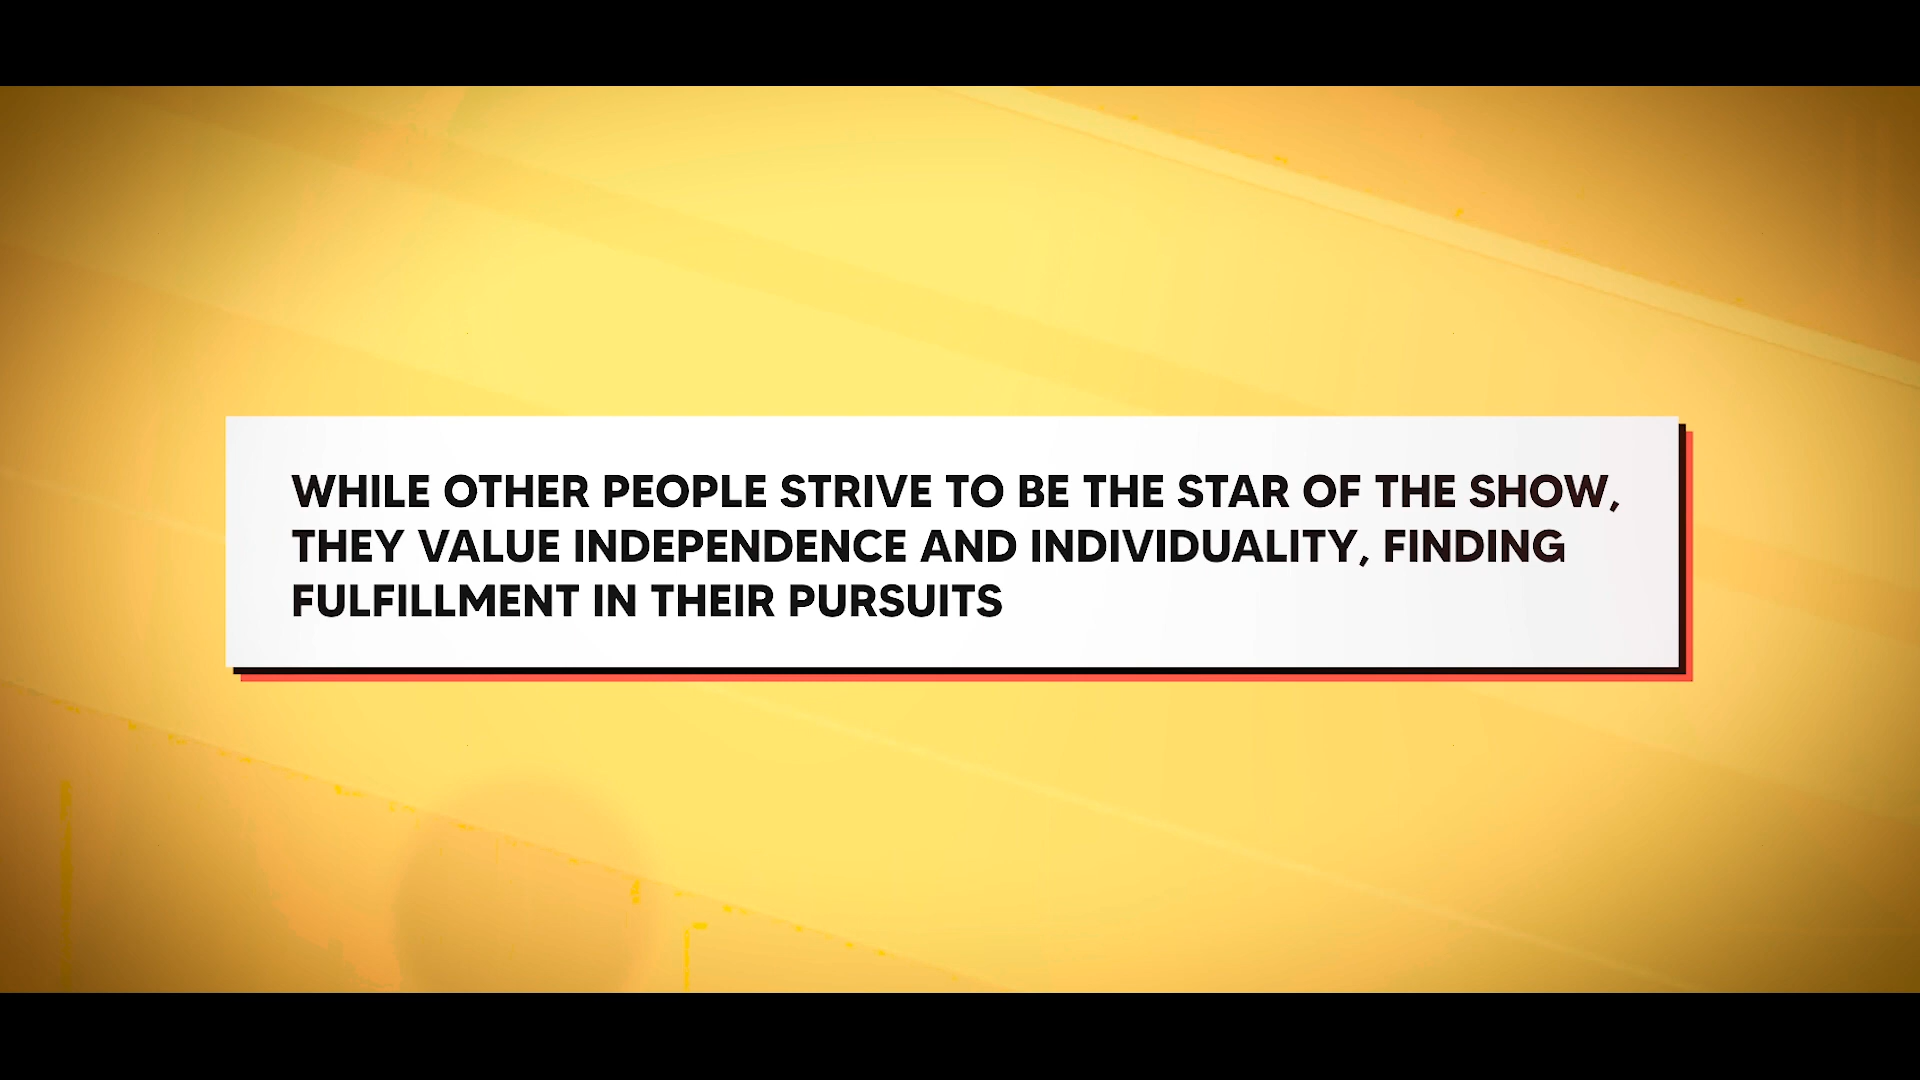 WHILE OTHER PEOPLE STRIVE TO BE THE STAR OF THE SHOW,
THEY VALUE INDEPENDENCE AND INDIVIDUALITY, FINDING
FULFILLMENT IN THEIR PURSUITS